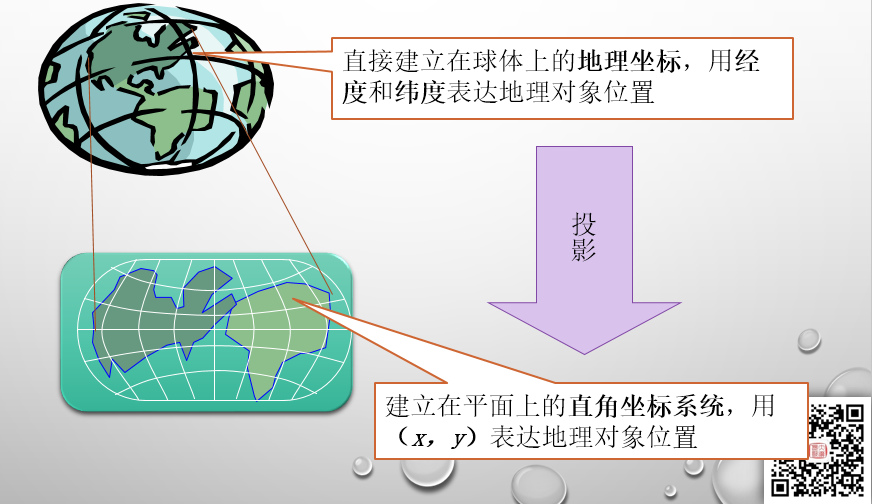 直接建立在球体上的地理坐标，用经
度和纬度表达地理对象位置
投
影
建立在平面上的直角坐标系统，用
（x，y）表达地理对象位置